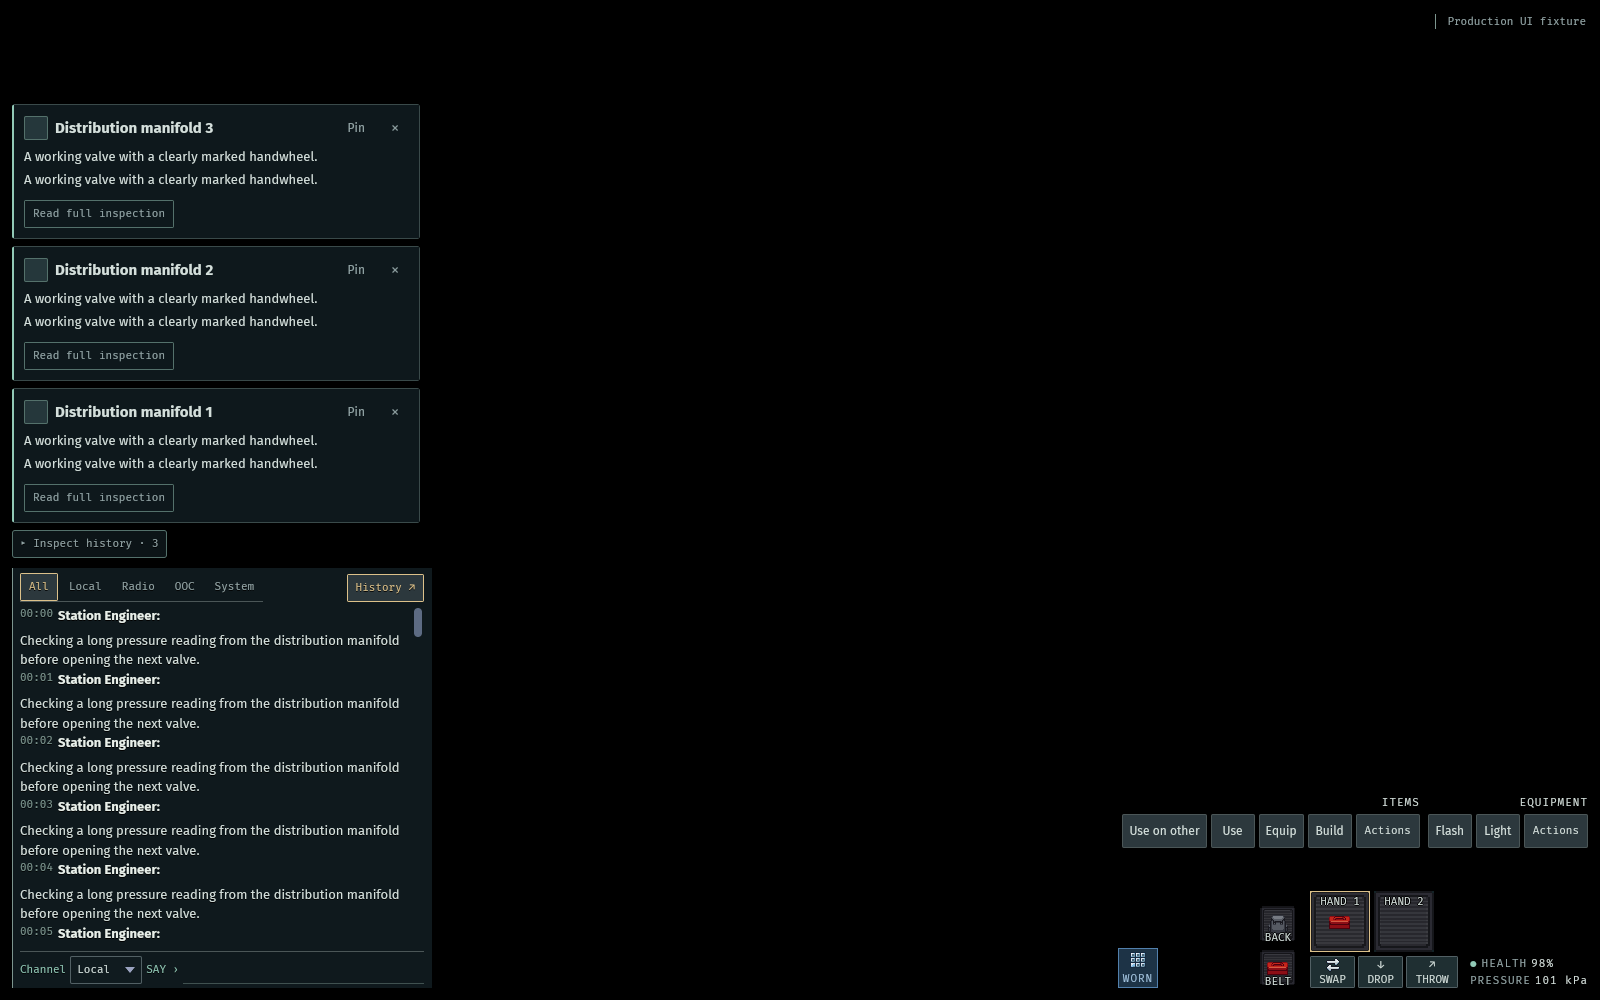 Production UI fixture
Distribution manifold 3 Pin ×
A working valve with a clearly marked handwheel.
A working valve with a clearly marked handwheel.
Read full inspection
Distribution manifold 2 Pin ×
A working valve with a clearly marked handwheel.
A working valve with a clearly marked handwheel.
Read full inspection
Distribution manifold 1 Pin ×
A working valve with a clearly marked handwheel.
A working valve with a clearly marked handwheel.
Read full inspection
▸ Inspect history · 3
All Local Radio OOC System History ↗
00:00 Station Engineer:
Checking a long pressure reading from the distribution manifold
before opening the next valve.
00:01 Station Engineer:
Checking a long pressure reading from the distribution manifold
before opening the next valve.
00:02 Station Engineer:
Checking a long pressure reading from the distribution manifold
before opening the next valve.
00:03 Station Engineer:
Checking a long pressure reading from the distribution manifold
before opening the next valve.
00:04 Station Engineer:
Checking a long pressure reading from the distribution manifold
before opening the next valve.
00:05 Station Engineer:
Channel Local SAY ›
ITEMS EQUIPMENT
Use on other Use Equip Build Actions Flash Light Actions
HAND 1 HAND 2
BACK
WORN BELT SWAP DROP THROW
HEALTH 98%
PRESSURE 101 kPa